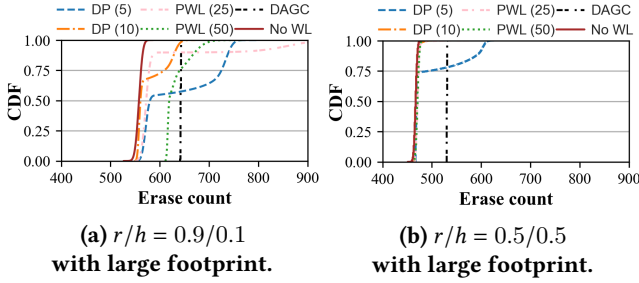 DP (5) PWL (25) DAGC
DP (10) PWL (50) No WL
CDF
1.00
0.75
0.50
0.25
0.00
400 500 600 700 800 900
Erase count
(a) r/h = 0.9/0.1
with large footprint.
DP (5) PWL (25) DAGC
DP (10) PWL (50) No WL
CDF
1.00
0.75
0.50
0.25
0.00
400 500 600 700 800 900
Erase count
(b) r/h = 0.5/0.5
with large footprint.